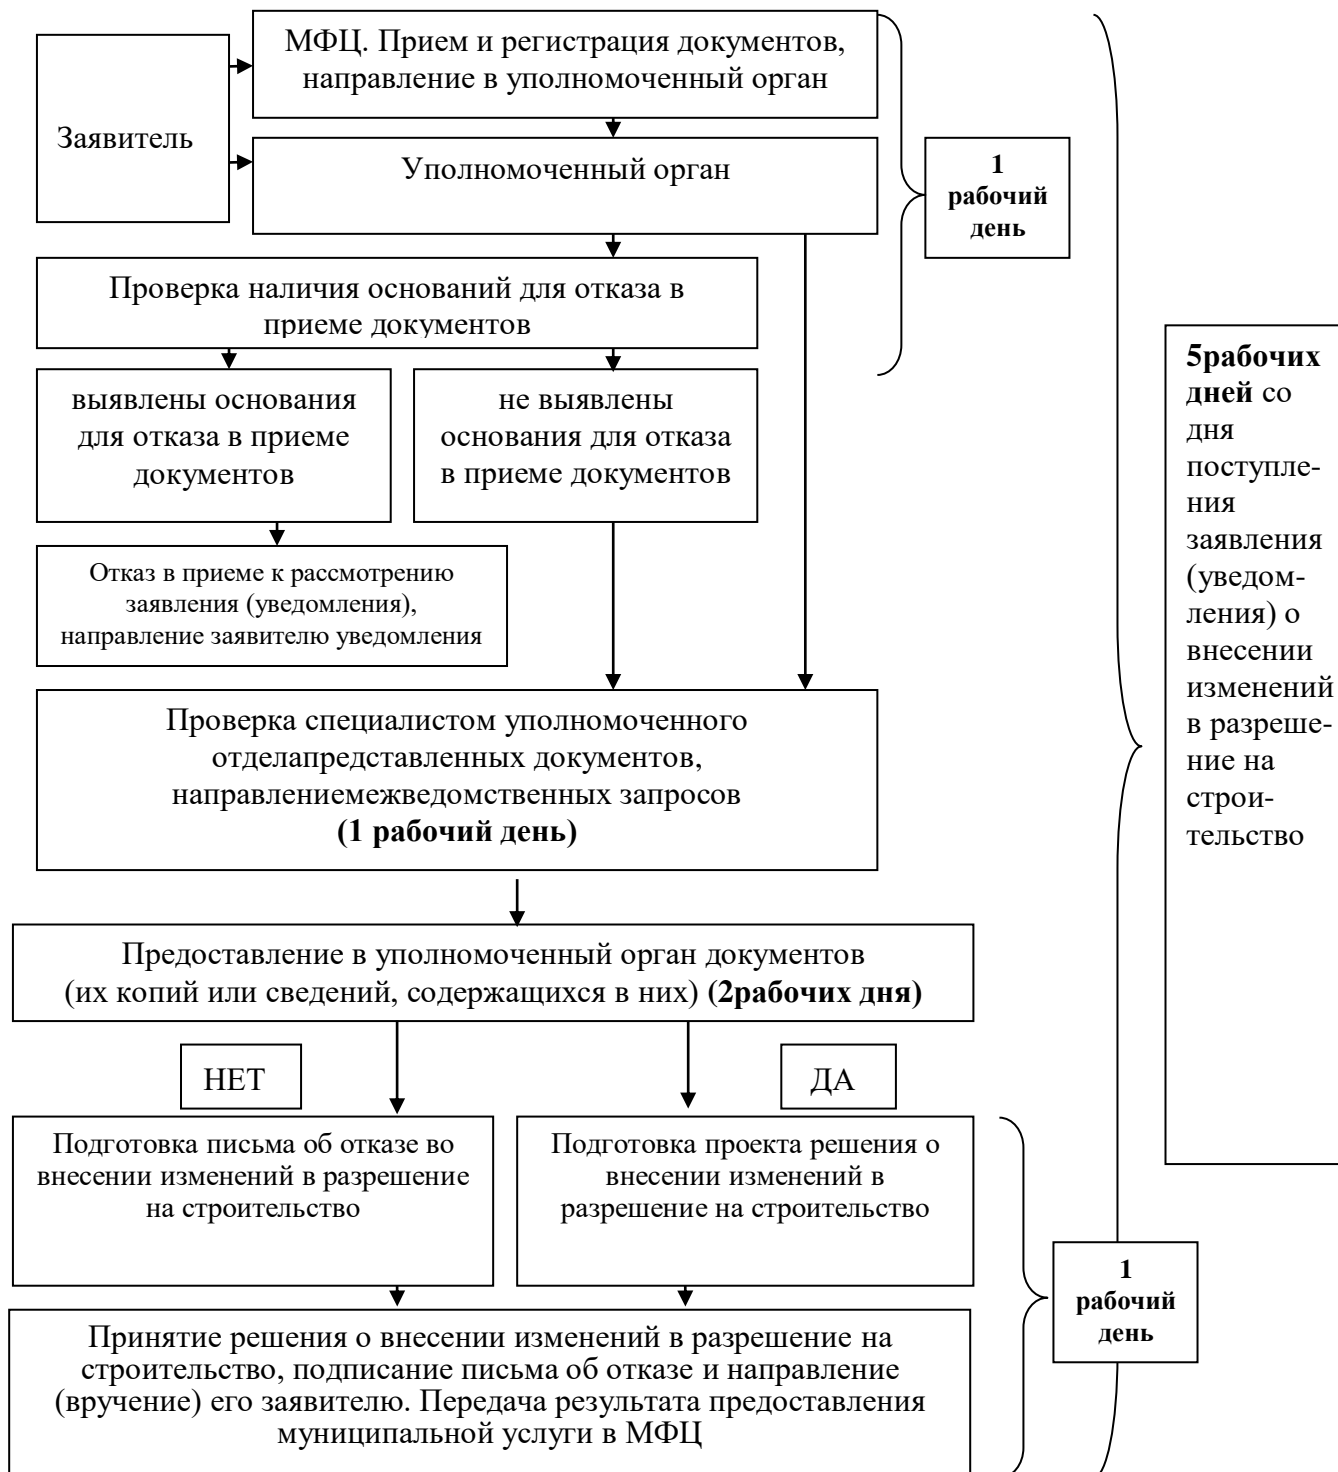 МФЦ. Прием и регистрация документов,
направление в уполномоченный орган
Заявитель
Уполномоченный орган
1
рабочий
день
Проверка наличия оснований для отказа в
приеме документов
выявлены основания
для отказа в приеме
документов
не выявлены
основания для отказа
в приеме документов
Отказ в приеме к рассмотрению
заявления (уведомления),
направление заявителю уведомления
5рабочих
дней со
дня
поступле-
ния
заявления
(уведом-
ления) о
внесении
изменений
в разреше-
ние на
строи-
тельство
Проверка специалистом уполномоченного
отделапредставленных документов,
направлениемежведомственных запросов
(1 рабочий день)
Предоставление в уполномоченный орган документов
(их копий или сведений, содержащихся в них) (2рабочих дня)
НЕТ
ДА
Подготовка письма об отказе во
внесении изменений в разрешение
на строительство
Подготовка проекта решения о
внесении изменений в
разрешение на строительство
1
рабочий
день
Принятие решения о внесении изменений в разрешение на
строительство, подписание письма об отказе и направление
(вручение) его заявителю. Передача результата предоставления
муниципальной услуги в МФЦ